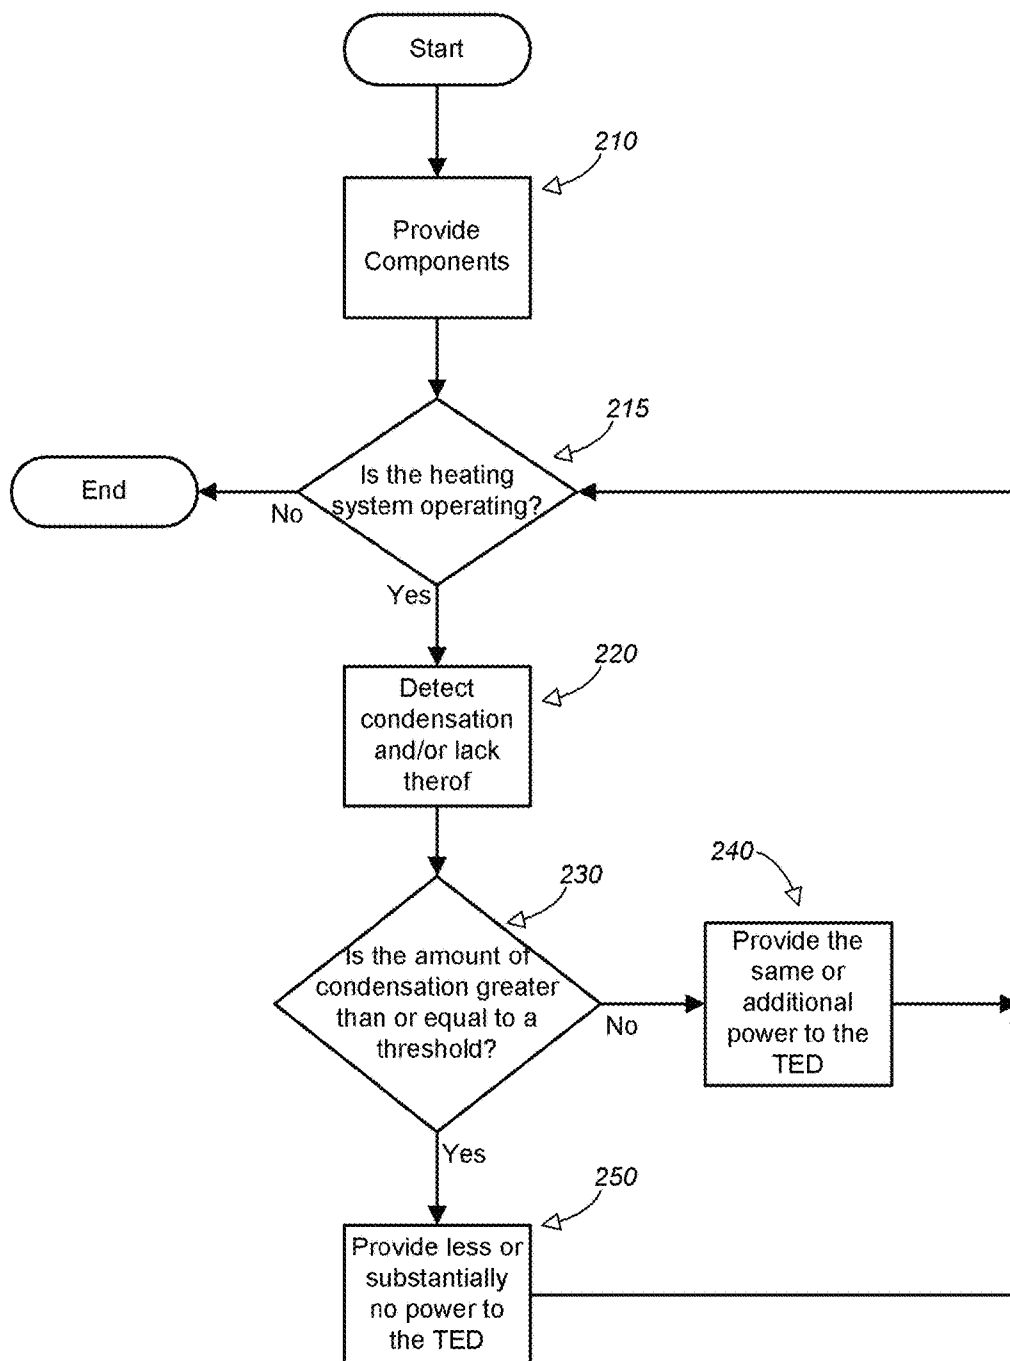 Start
210
Provide
Components
215
Is the heating
system operating?
End
No
Yes
220
Detect
condensation
and/or lack
therof
230
240
Is the amount of
condensation greater
than or equal to a
threshold?
No
Provide the
same or
additional
power to the
TED
Yes
250
Provide less or
substantially
no power to
the TED